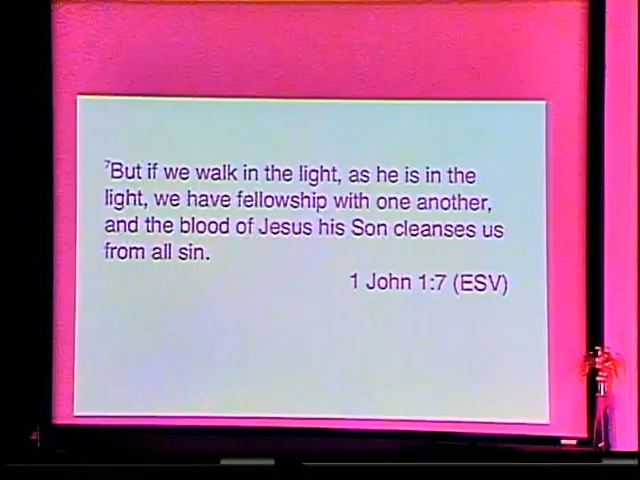 ⁷But if we walk in the light, as he is in the
light, we have fellowship with one another,
and the blood of Jesus his Son cleanses us
from all sin.
1 John 1:7 (ESV)